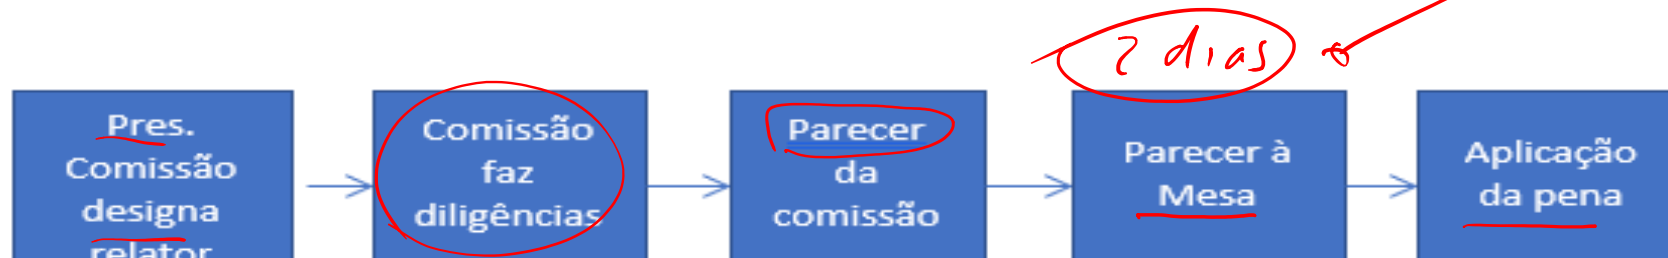 2 dias
Pres.
Comissão
designa
relator
Comissão
faz
diligências
Parecer
da
comissão
Parecer à
Mesa
Aplicação
da pena